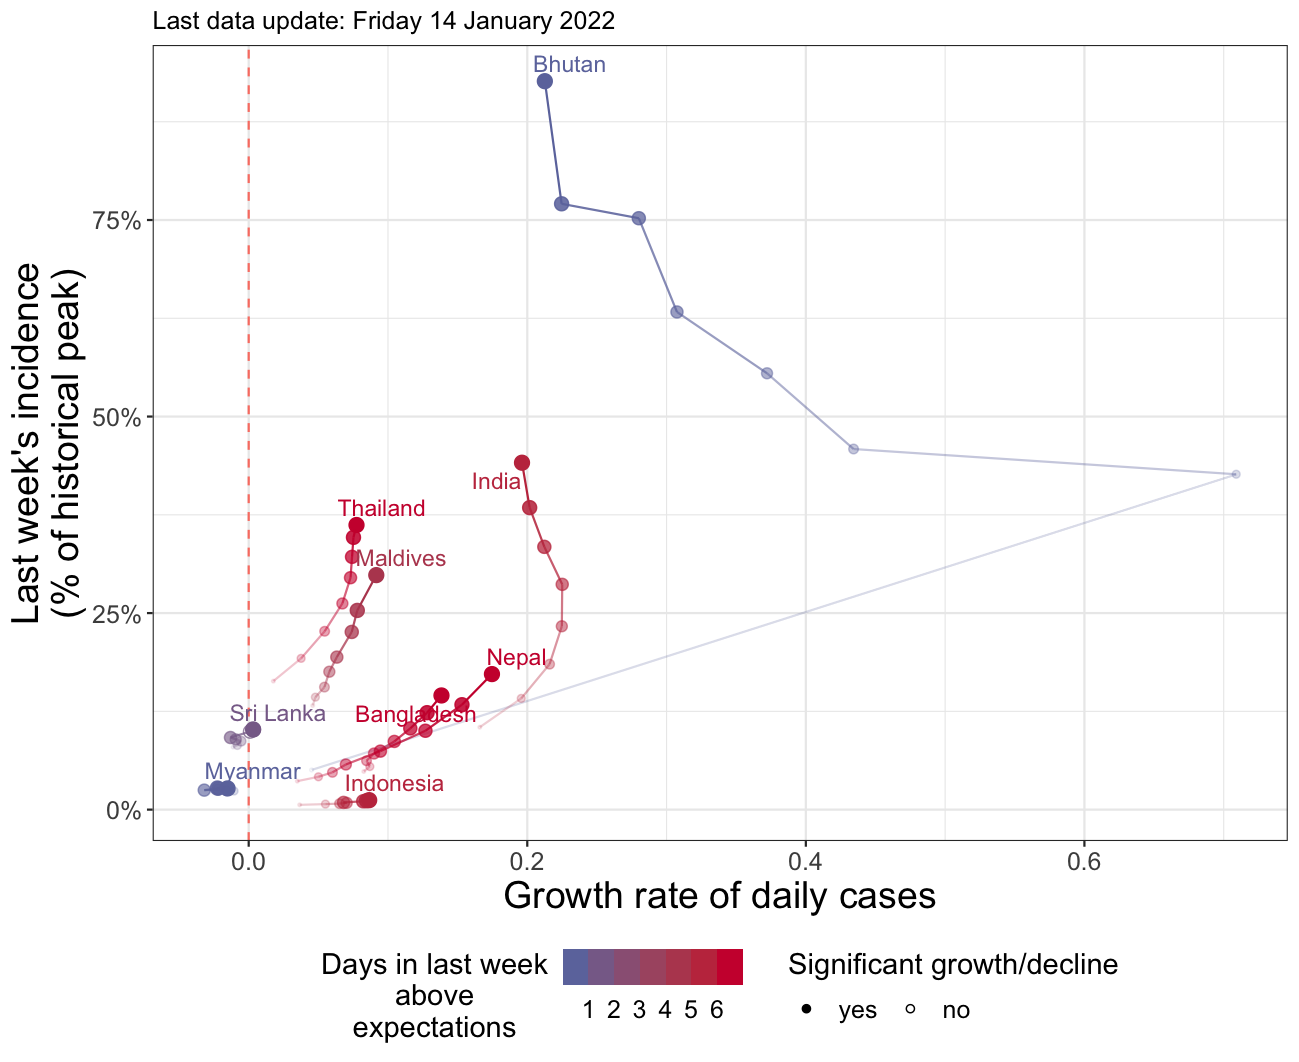 Last data update: Friday 14 January 2022
Last week's incidence
(% of historical peak)
75%
50%
25%
0%
Bhutan
India
Thailand
Maldives
Nepal
Sri Lanka
Bangladesh
Myanmar
Indonesia
0.0 0.2 0.4 0.6
Growth rate of daily cases
Days in last week
above
expectations
1 2 3 4 5 6
Significant growth/decline
yes no